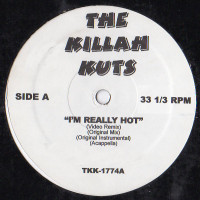 THE
KILLAH
KUTS
SIDE A
33 1/3 RPM
"I'M REALLY HOT"
(Video Remix)
(Original Mix)
(Original Instrumental)
(Acappella)
TKK-1774A